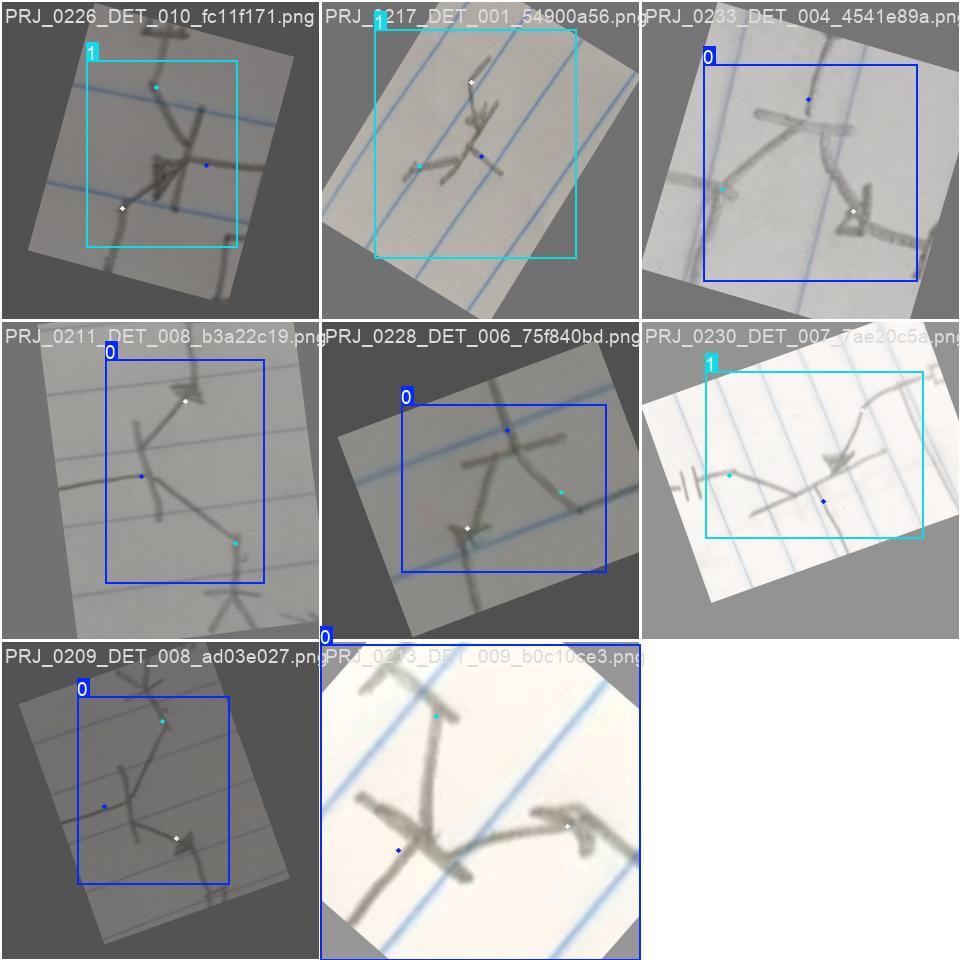 PRJ_0226_DET_010_fc11f171.png
PRJ_0217_DET_001_54900a56.png
PRJ_0233_DET_004_4541e89a.png
1
1
0
PRJ_0211_DET_008_b3a22c19.png
PRJ_0228_DET_006_75f840bd.png
PRJ_0230_DET_007_7ae20c5a.png
0
0
1
PRJ_0209_DET_008_ad03e027.png
PRJ_0213_DET_009_b0c10ce3.png
0
0